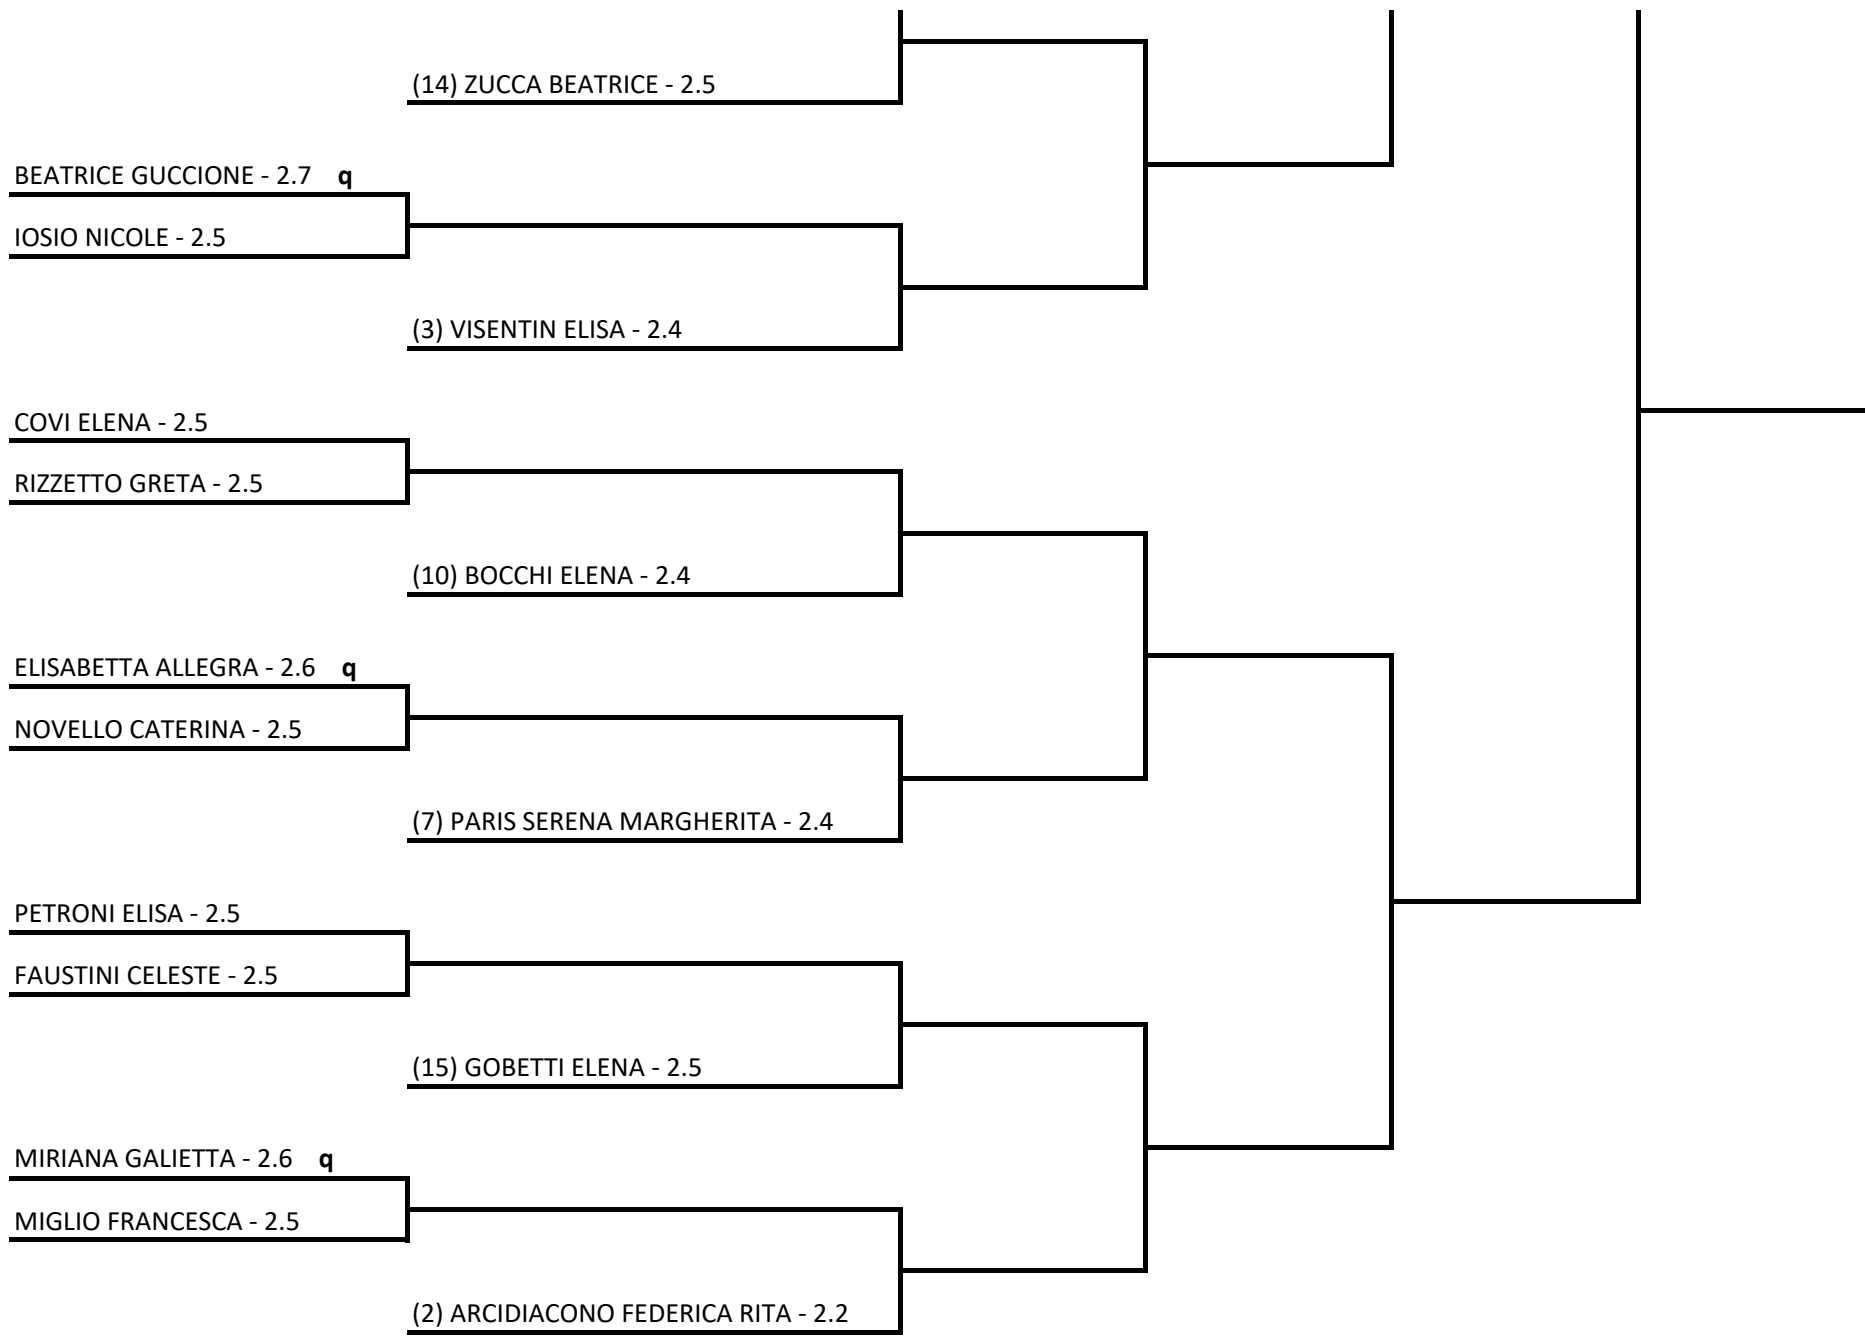 (14) ZUCCA BEATRICE - 2.5
BEATRICE GUCCIONE - 2.7 q
IOSIO NICOLE - 2.5
(3) VISENTIN ELISA - 2.4
COVI ELENA - 2.5
RIZZETTO GRETA - 2.5
(10) BOCCHI ELENA - 2.4
ELISABETTA ALLEGRA - 2.6 q
NOVELLO CATERINA - 2.5
(7) PARIS SERENA MARGHERITA - 2.4
PETRONI ELISA - 2.5
FAUSTINI CELESTE - 2.5
(15) GOBETTI ELENA - 2.5
MIRIANA GALIETTA - 2.6 q
MIGLIO FRANCESCA - 2.5
(2) ARCIDIACONO FEDERICA RITA - 2.2